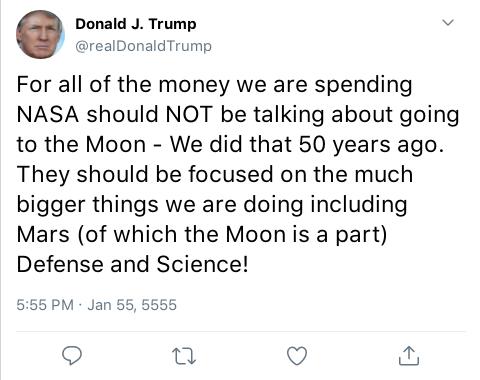 Donald J. Trump
@realDonaldTrump
For all of the money we are spending
NASA should NOT be talking about going
to the Moon - We did that 50 years ago.
They should be focused on the much
bigger things we are doing including
Mars (of which the Moon is a part)
Defense and Science!
5:55 PM · Jan 55, 5555